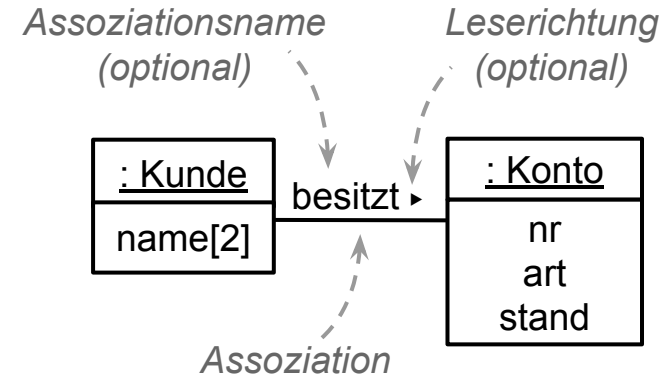 Assoziationsname
(optional)
Leserichtung
(optional)
: Kunde
name[2]
besitzt ▸
: Konto
nr
art
stand
Assoziation